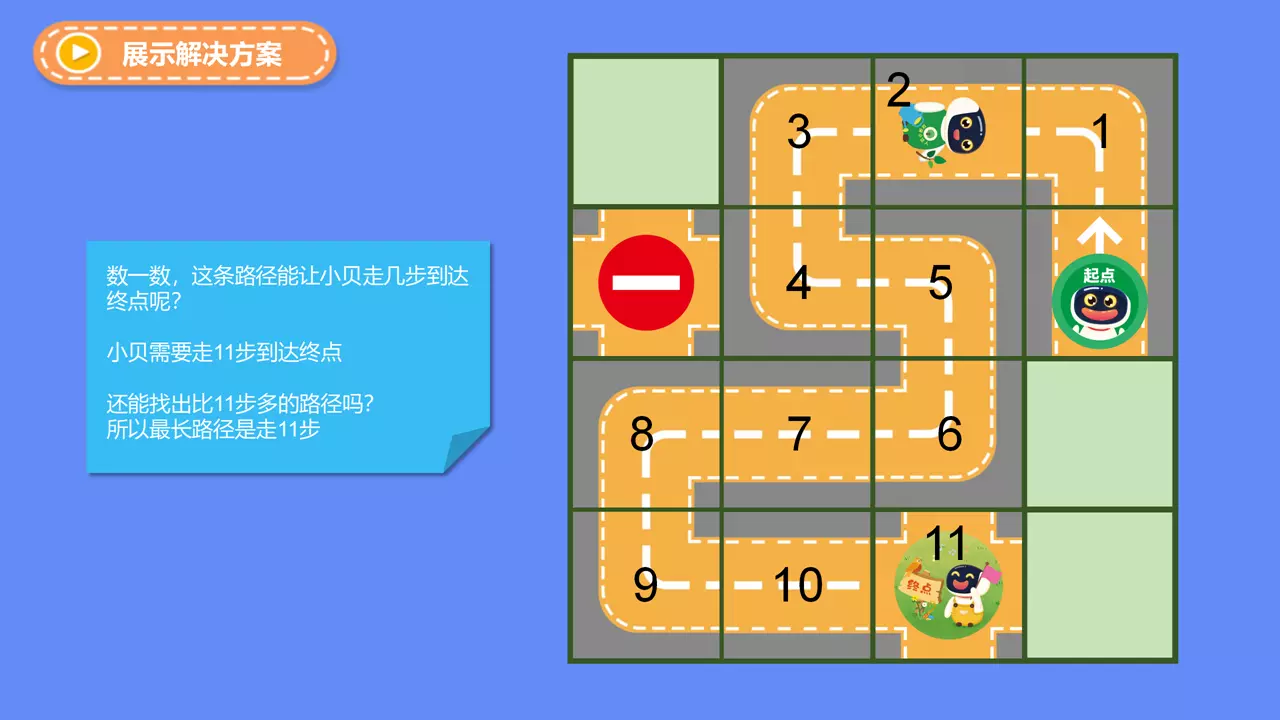 展示解决方案
数一数，这条路径能让小贝走几步到达
终点呢？
小贝需要走11步到达终点
还能找出比11步多的路径吗？
所以最长路径是走11步
2
3
1
起点
4
5
8
7
6
11
终点
9
10